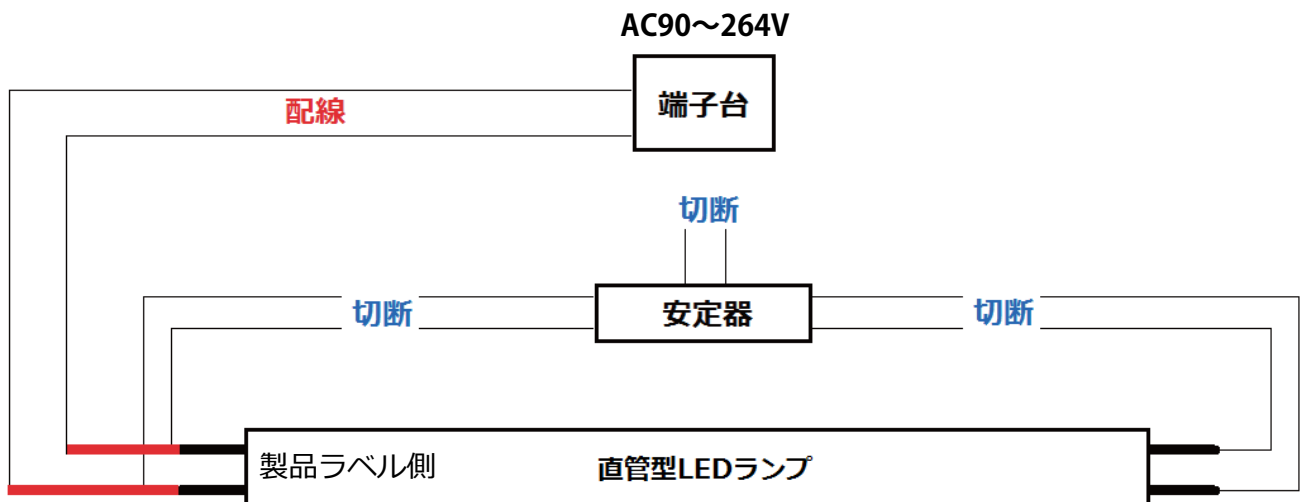 AC90～264V
端子台
配線
切断
切断
安定器
切断
製品ラベル側
直管型LEDランプ